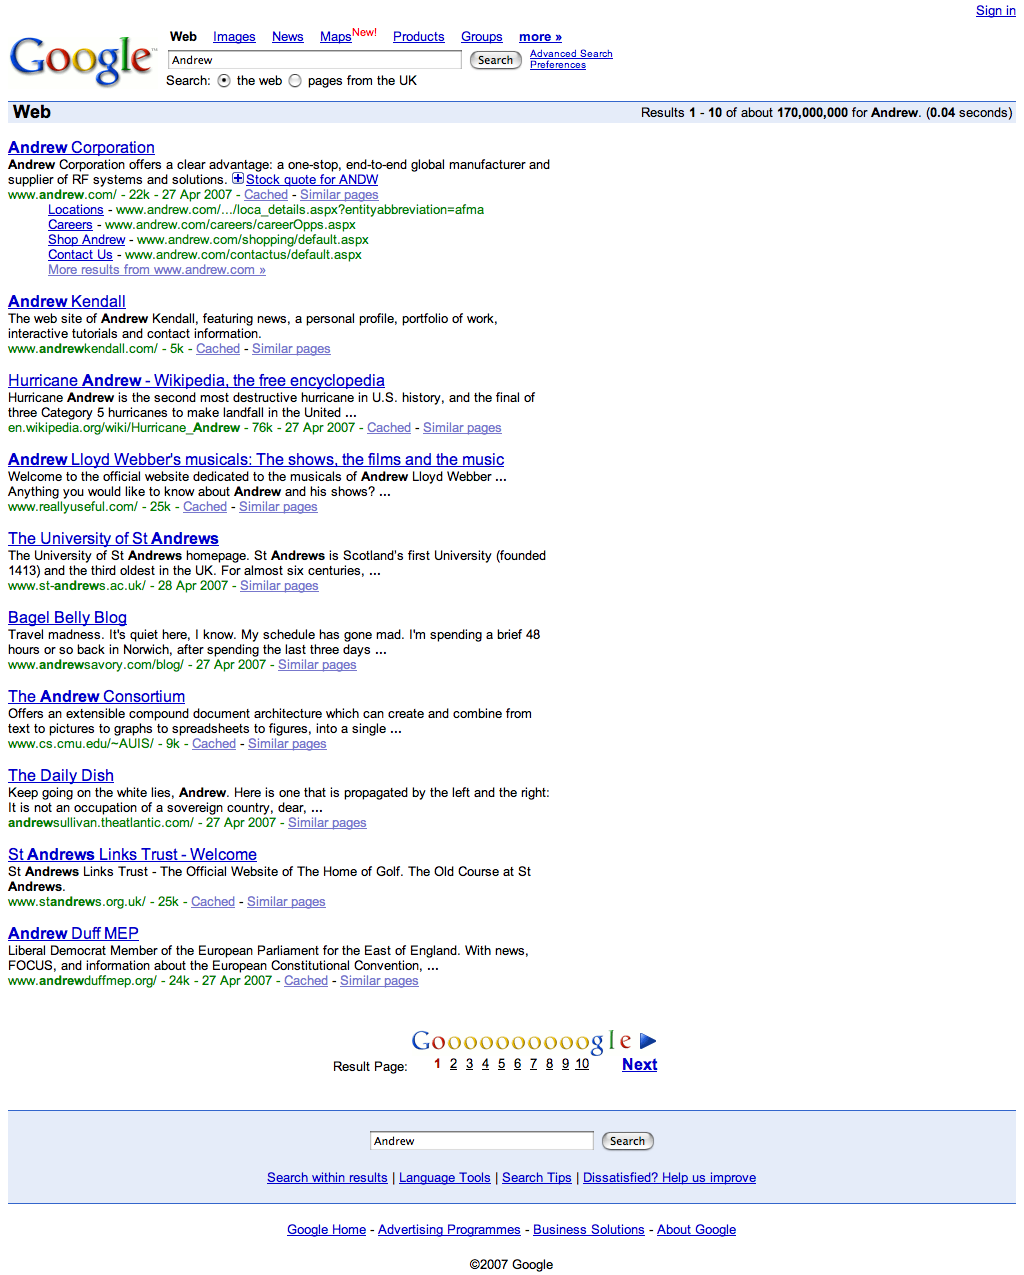 Sign in
Google™
Web Images News Maps New! Products Groups more »
Andrew Search Advanced Search
Preferences
Search: the web pages from the UK
Web Results 1 - 10 of about 170,000,000 for Andrew. (0.04 seconds)
Andrew Corporation
Andrew Corporation offers a clear advantage: a one-stop, end-to-end global manufacturer and
supplier of RF systems and solutions. Stock quote for ANDW
www.andrew.com/ - 22k - 27 Apr 2007 - Cached - Similar pages
Locations - www.andrew.com/.../loca_details.aspx?entityabbreviation=afma
Careers - www.andrew.com/careers/careerOpps.aspx
Shop Andrew - www.andrew.com/shopping/default.aspx
Contact Us - www.andrew.com/contactus/default.aspx
More results from www.andrew.com »
Andrew Kendall
The web site of Andrew Kendall, featuring news, a personal profile, portfolio of work,
interactive tutorials and contact information.
www.andrewkendall.com/ - 5k - Cached - Similar pages
Hurricane Andrew - Wikipedia, the free encyclopedia
Hurricane Andrew is the second most destructive hurricane in U.S. history, and the final of
three Category 5 hurricanes to make landfall in the United ...
en.wikipedia.org/wiki/Hurricane_Andrew - 76k - 27 Apr 2007 - Cached - Similar pages
Andrew Lloyd Webber's musicals: The shows, the films and the music
Welcome to the official website dedicated to the musicals of Andrew Lloyd Webber ...
Anything you would like to know about Andrew and his shows? ...
www.reallyuseful.com/ - 25k - Cached - Similar pages
The University of St Andrews
The University of St Andrews homepage. St Andrews is Scotland's first University (founded
1413) and the third oldest in the UK. For almost six centuries, ...
www.st-andrews.ac.uk/ - 28 Apr 2007 - Similar pages
Bagel Belly Blog
Travel madness. It's quiet here, I know. My schedule has gone mad. I'm spending a brief 48
hours or so back in Norwich, after spending the last three days ...
www.andrewsavory.com/blog/ - 27 Apr 2007 - Similar pages
The Andrew Consortium
Offers an extensible compound document architecture which can create and combine from
text to pictures to graphs to spreadsheets to figures, into a single ...
www.cs.cmu.edu/~AUIS/ - 9k - Cached - Similar pages
The Daily Dish
Keep going on the white lies, Andrew. Here is one that is propagated by the left and the right:
It is not an occupation of a sovereign country, dear, ...
andrewsullivan.theatlantic.com/ - 27 Apr 2007 - Similar pages
St Andrews Links Trust - Welcome
St Andrews Links Trust - The Official Website of The Home of Golf. The Old Course at St
Andrews.
www.standrews.org.uk/ - 25k - Cached - Similar pages
Andrew Duff MEP
Liberal Democrat Member of the European Parliament for the East of England. With news,
FOCUS, and information about the European Constitutional Convention, ...
www.andrewduffmep.org/ - 24k - 27 Apr 2007 - Cached - Similar pages
Goooooooooogle
Result Page: 1 2 3 4 5 6 7 8 9 10 Next
Andrew Search
Search within results | Language Tools | Search Tips | Dissatisfied? Help us improve
Google Home - Advertising Programmes - Business Solutions - About Google
©2007 Google